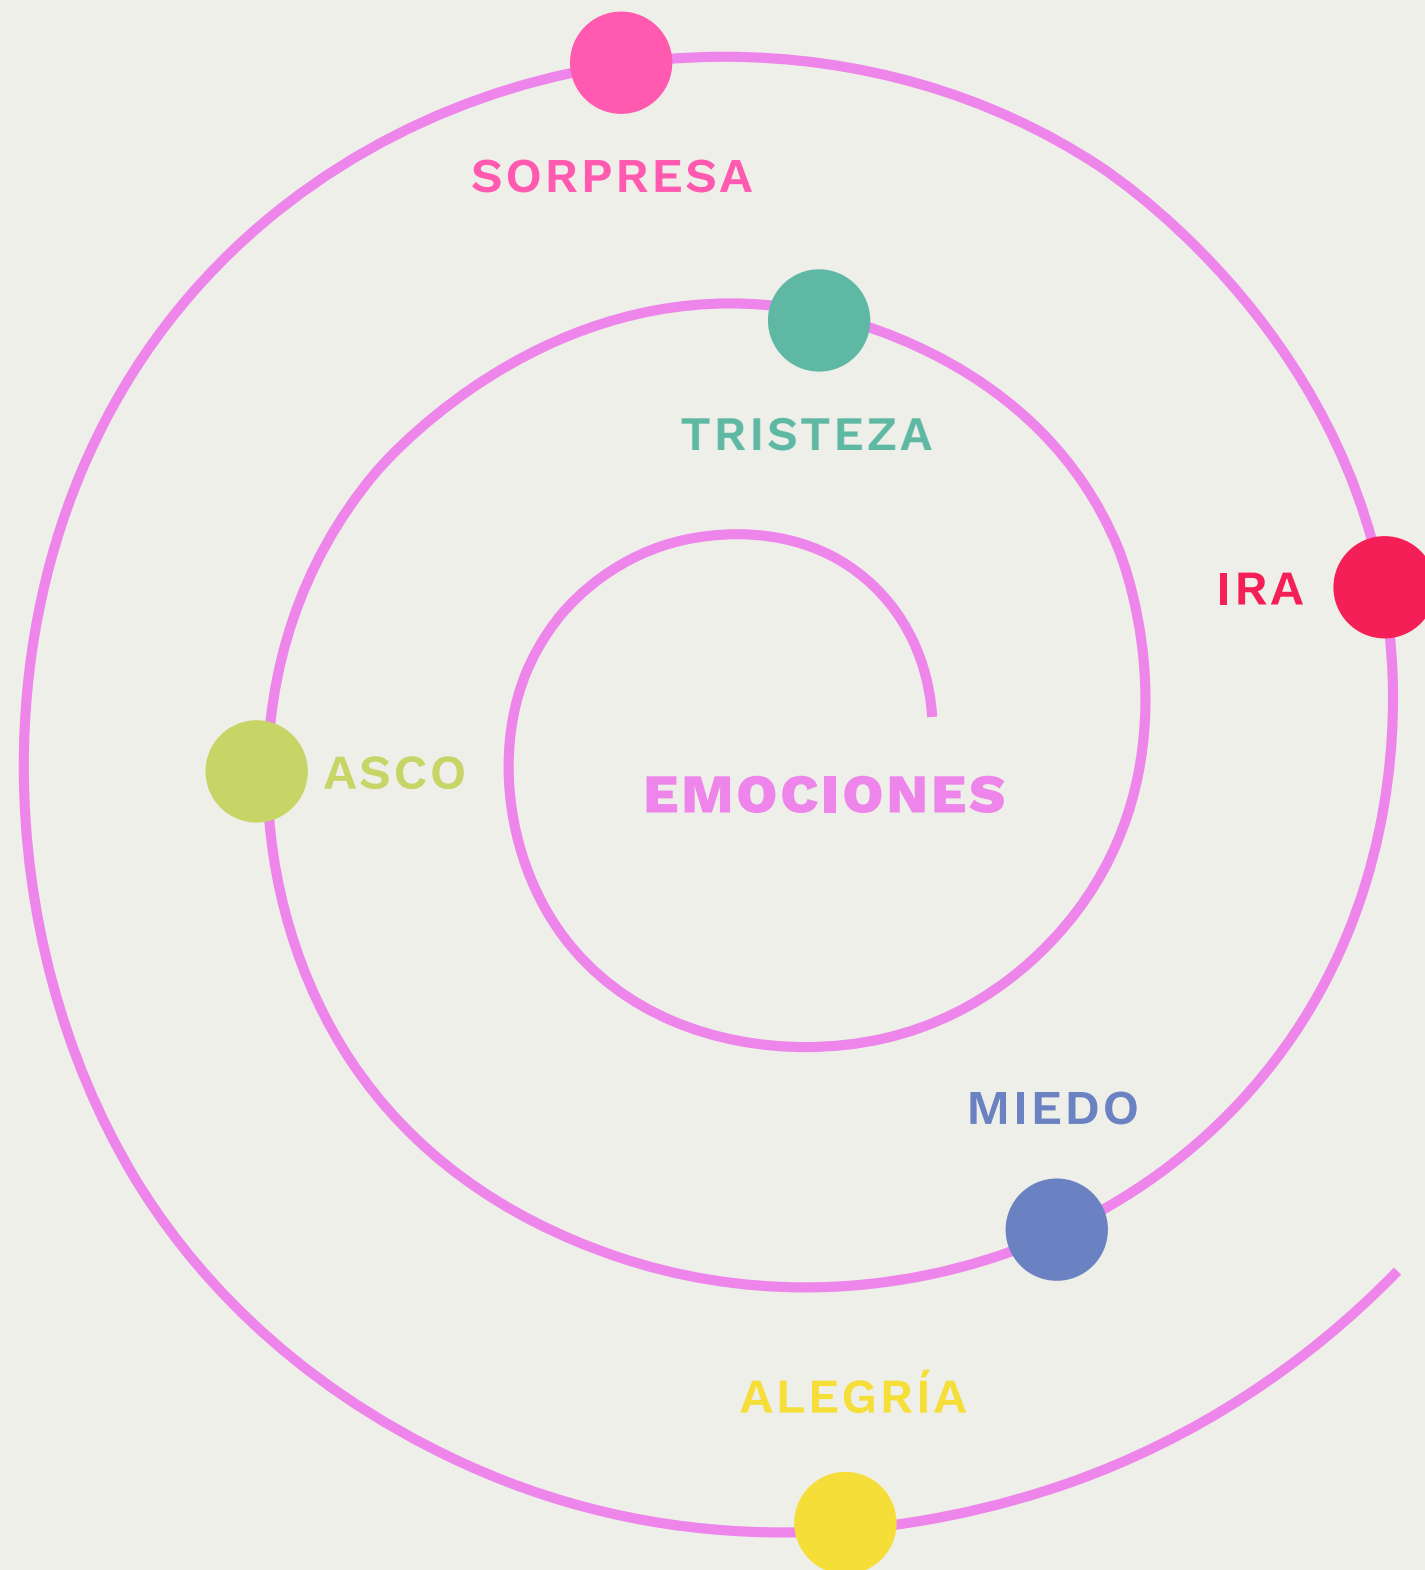 SORPRESA
TRISTEZA
IRA
ASCO
EMOCIONES
MIEDO
ALEGRÍA